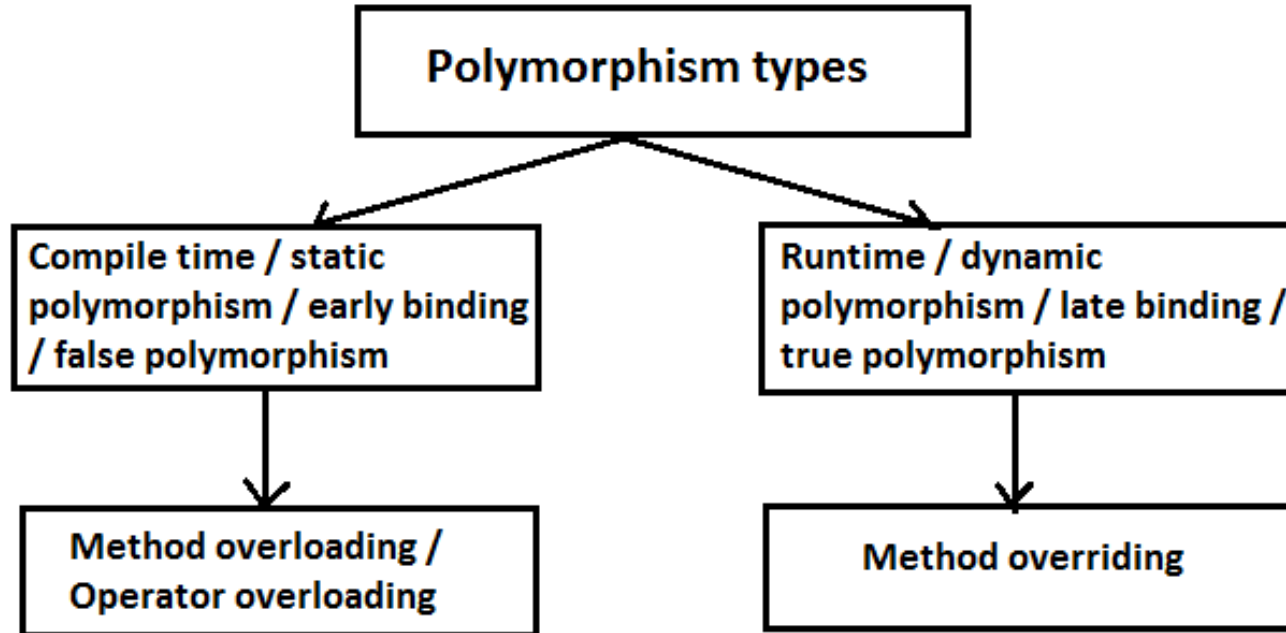 Polymorphism types
Compile time / static
polymorphism / early binding
/ false polymorphism
Runtime / dynamic
polymorphism / late binding /
true polymorphism
Method overloading /
Operator overloading
Method overriding